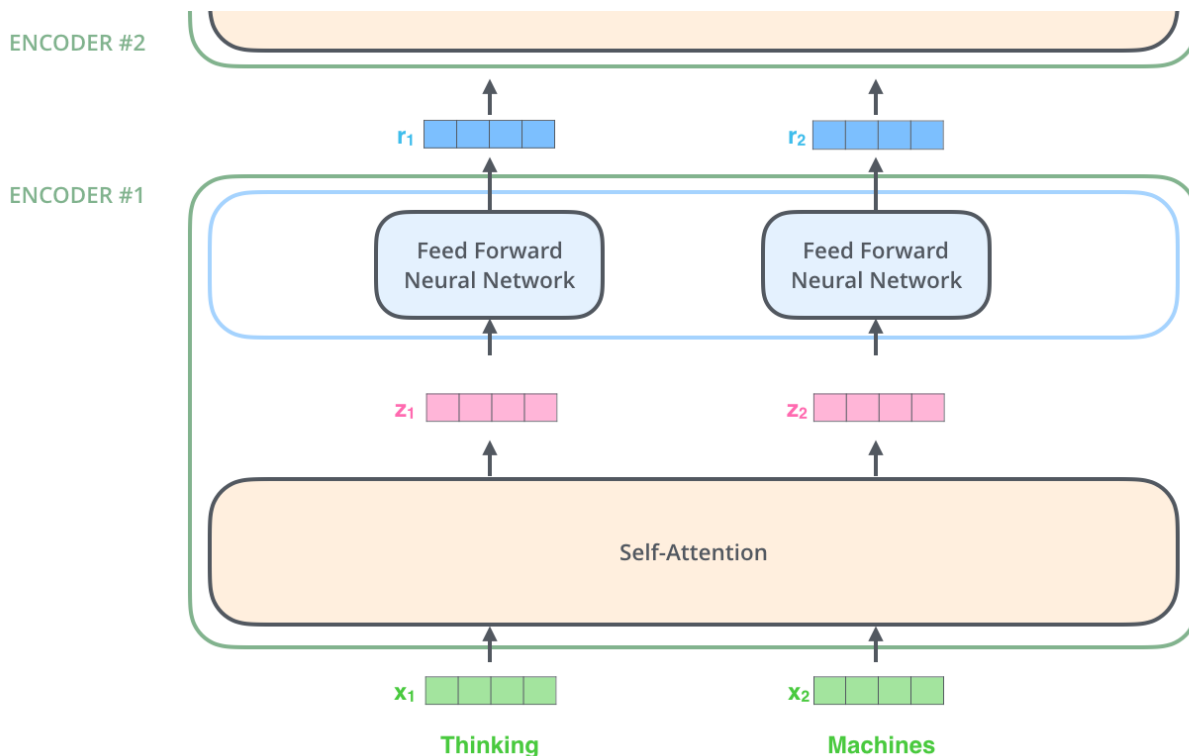 ENCODER #2
r₁
r₂
ENCODER #1
Feed Forward
Neural Network
Feed Forward
Neural Network
z₁
z₂
Self-Attention
x₁
x₂
Thinking
Machines